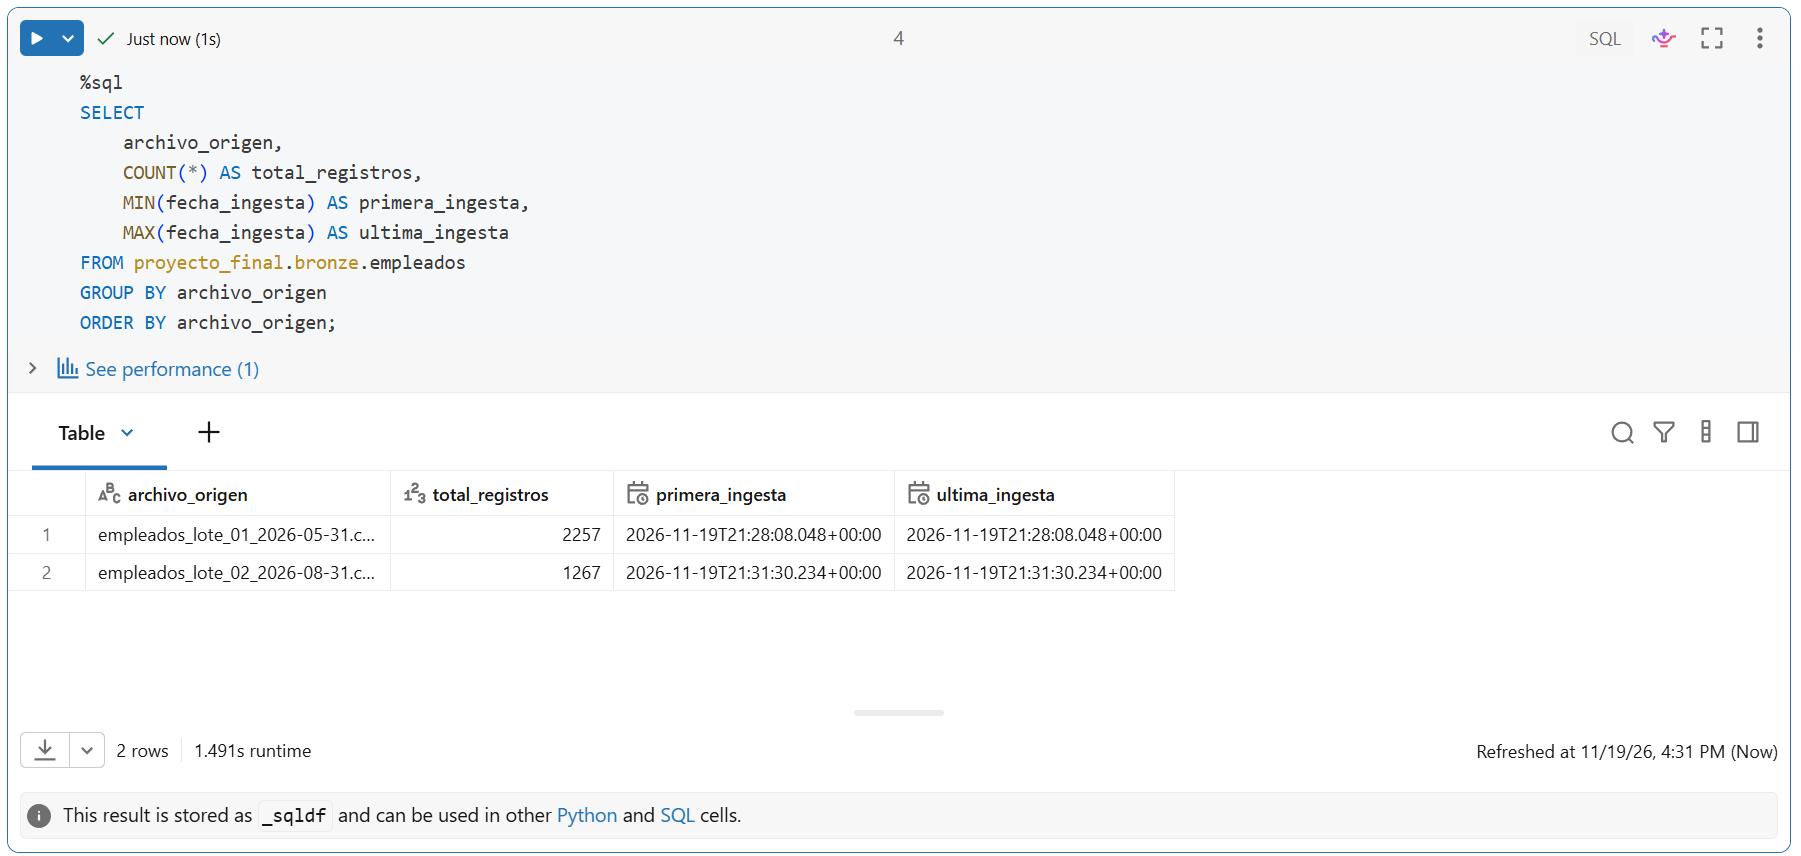 Just now (1s)
4
SQL
%sql
SELECT
archivo_origen,
COUNT(*) AS total_registros,
MIN(fecha_ingesta) AS primera_ingesta,
MAX(fecha_ingesta) AS ultima_ingesta
FROM proyecto_final.bronze.empleados
GROUP BY archivo_origen
ORDER BY archivo_origen;
See performance (1)
Table
archivo_origen total_registros primera_ingesta ultima_ingesta
1 empleados_lote_01_2026-05-31.c... 2257 2026-11-19T21:28:08.048+00:00 2026-11-19T21:28:08.048+00:00
2 empleados_lote_02_2026-08-31.c... 1267 2026-11-19T21:31:30.234+00:00 2026-11-19T21:31:30.234+00:00
2 rows 1.491s runtime
Refreshed at 11/19/26, 4:31 PM (Now)
This result is stored as _sqldf and can be used in other Python and SQL cells.